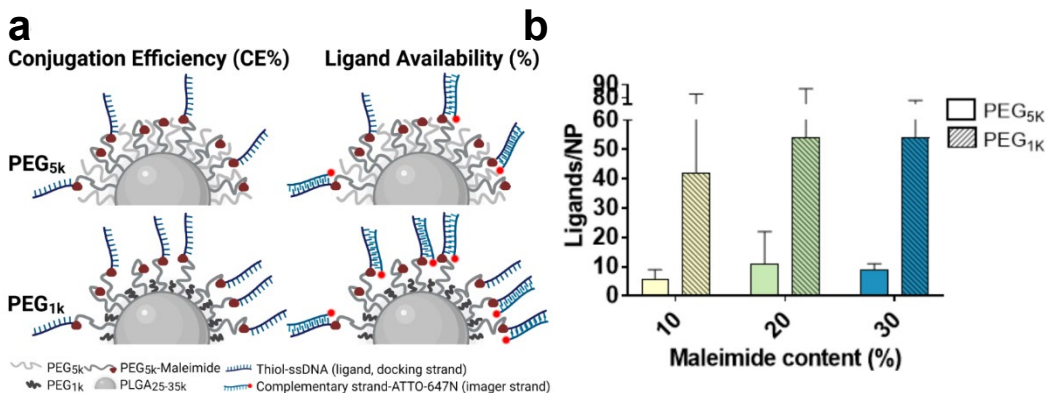 a
Conjugation Efficiency (CE%) Ligand Availability (%)
PEG5k
PEG1k
PEG5k PEG5k-Maleimide Thiol-ssDNA (ligand, docking strand)
PEG1k PLGA25-35k Complementary strand-ATTO-647N (imager strand)
b
Ligands/NP
90
80
60
50
40
30
20
10
0
10 20 30
Maleimide content (%)
PEG5K
PEG1K